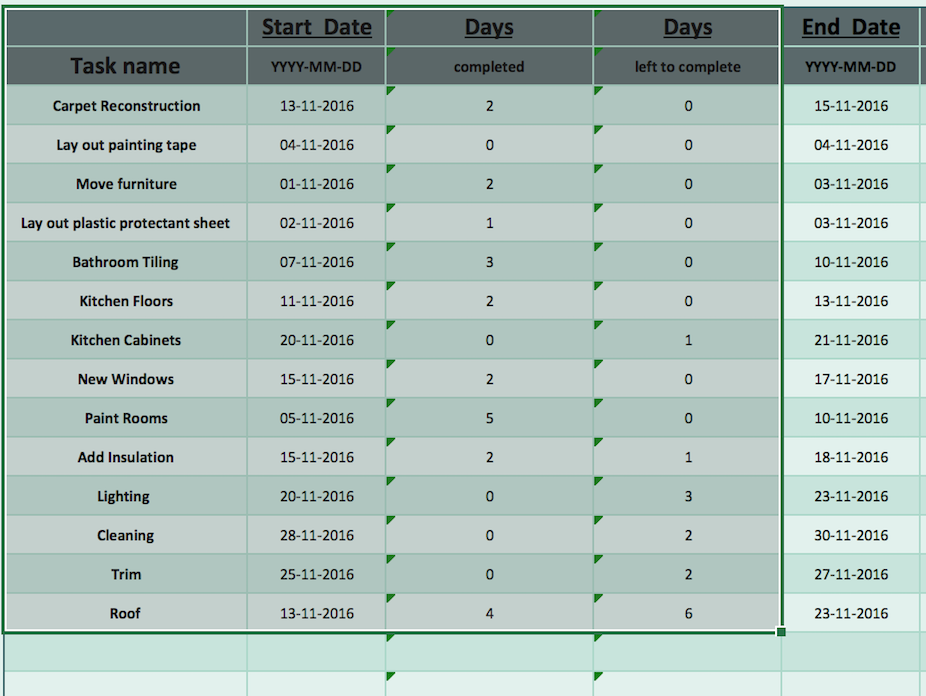 Start Date Days Days End Date
Task name YYYY-MM-DD completed left to complete YYYY-MM-DD
Carpet Reconstruction 13-11-2016 2 0 15-11-2016
Lay out painting tape 04-11-2016 0 0 04-11-2016
Move furniture 01-11-2016 2 0 03-11-2016
Lay out plastic protectant sheet 02-11-2016 1 0 03-11-2016
Bathroom Tiling 07-11-2016 3 0 10-11-2016
Kitchen Floors 11-11-2016 2 0 13-11-2016
Kitchen Cabinets 20-11-2016 0 1 21-11-2016
New Windows 15-11-2016 2 0 17-11-2016
Paint Rooms 05-11-2016 5 0 10-11-2016
Add Insulation 15-11-2016 2 1 18-11-2016
Lighting 20-11-2016 0 3 23-11-2016
Cleaning 28-11-2016 0 2 30-11-2016
Trim 25-11-2016 0 2 27-11-2016
Roof 13-11-2016 4 6 23-11-2016